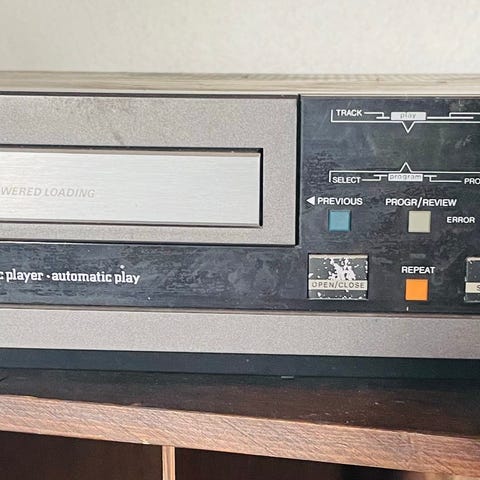 TRACK play
WERED LOADING
SELECT program PRO
◀ PREVIOUS PROGR/REVIEW
ERROR
c player · automatic play
REPEAT
OPEN/CLOSE
S